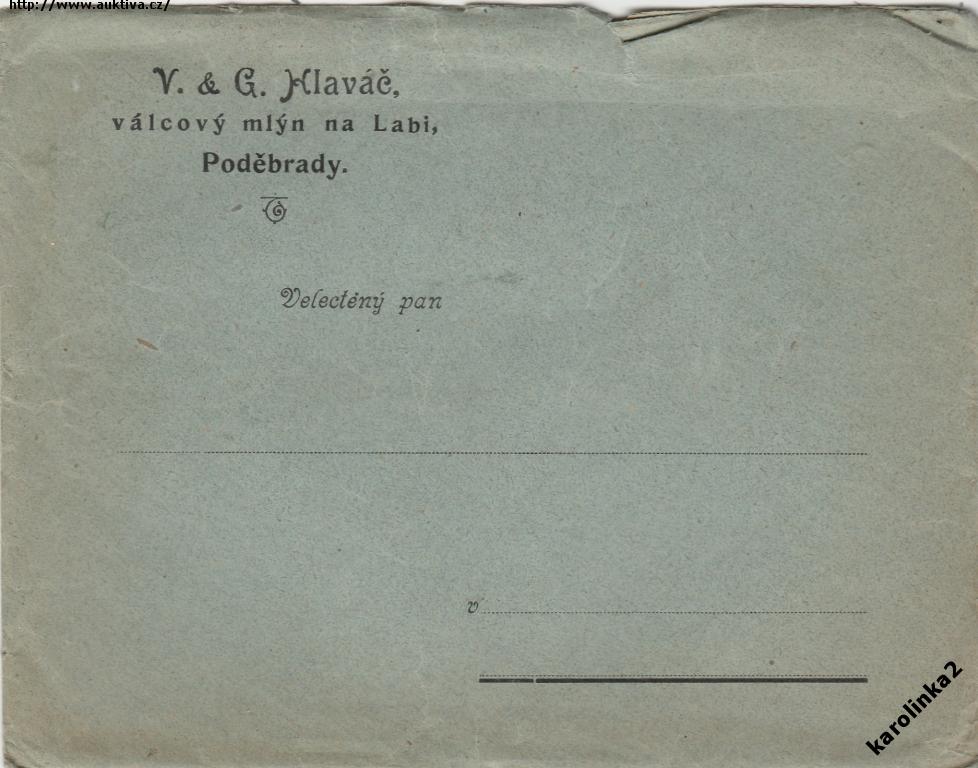 http://www.auktiva.cz/
V. & G. Hlaváč,
válcový mlýn na Labi,
Poděbrady.
Velectěný pan
v
karolinka2